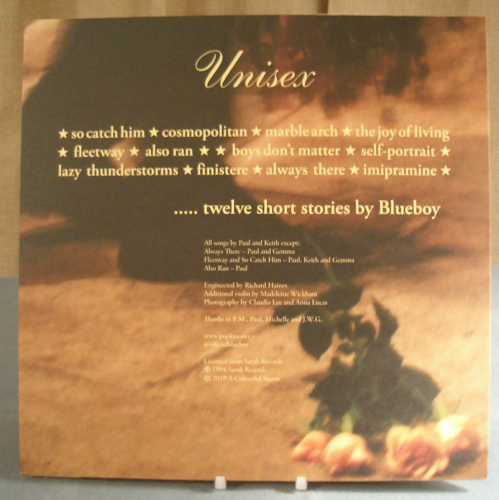 Unisex
★ so catch him ★ cosmopolitan ★ marble arch ★ the joy of living
★ fleetway ★ also ran ★ ★ boys don't matter ★ self-portrait ★
lazy thunderstorms ★ finistere ★ always there ★ imipramine ★
..... twelve short stories by Blueboy
All songs by Paul and Keith except:
Always There – Paul and Gemma
Fleetway and So Catch Him – Paul, Keith and Gemma
Also Ran – Paul
Engineered by Richard Haines
Additional violin by Madeleine Wickham
Photography by Claudia Lee and Anna Lucas
Thanks to F.M., Paul, Michelle and J.W.G.
Licensed from Sarah Records
℗ 1994 Sarah Records
© 2019 A Colourful Storm